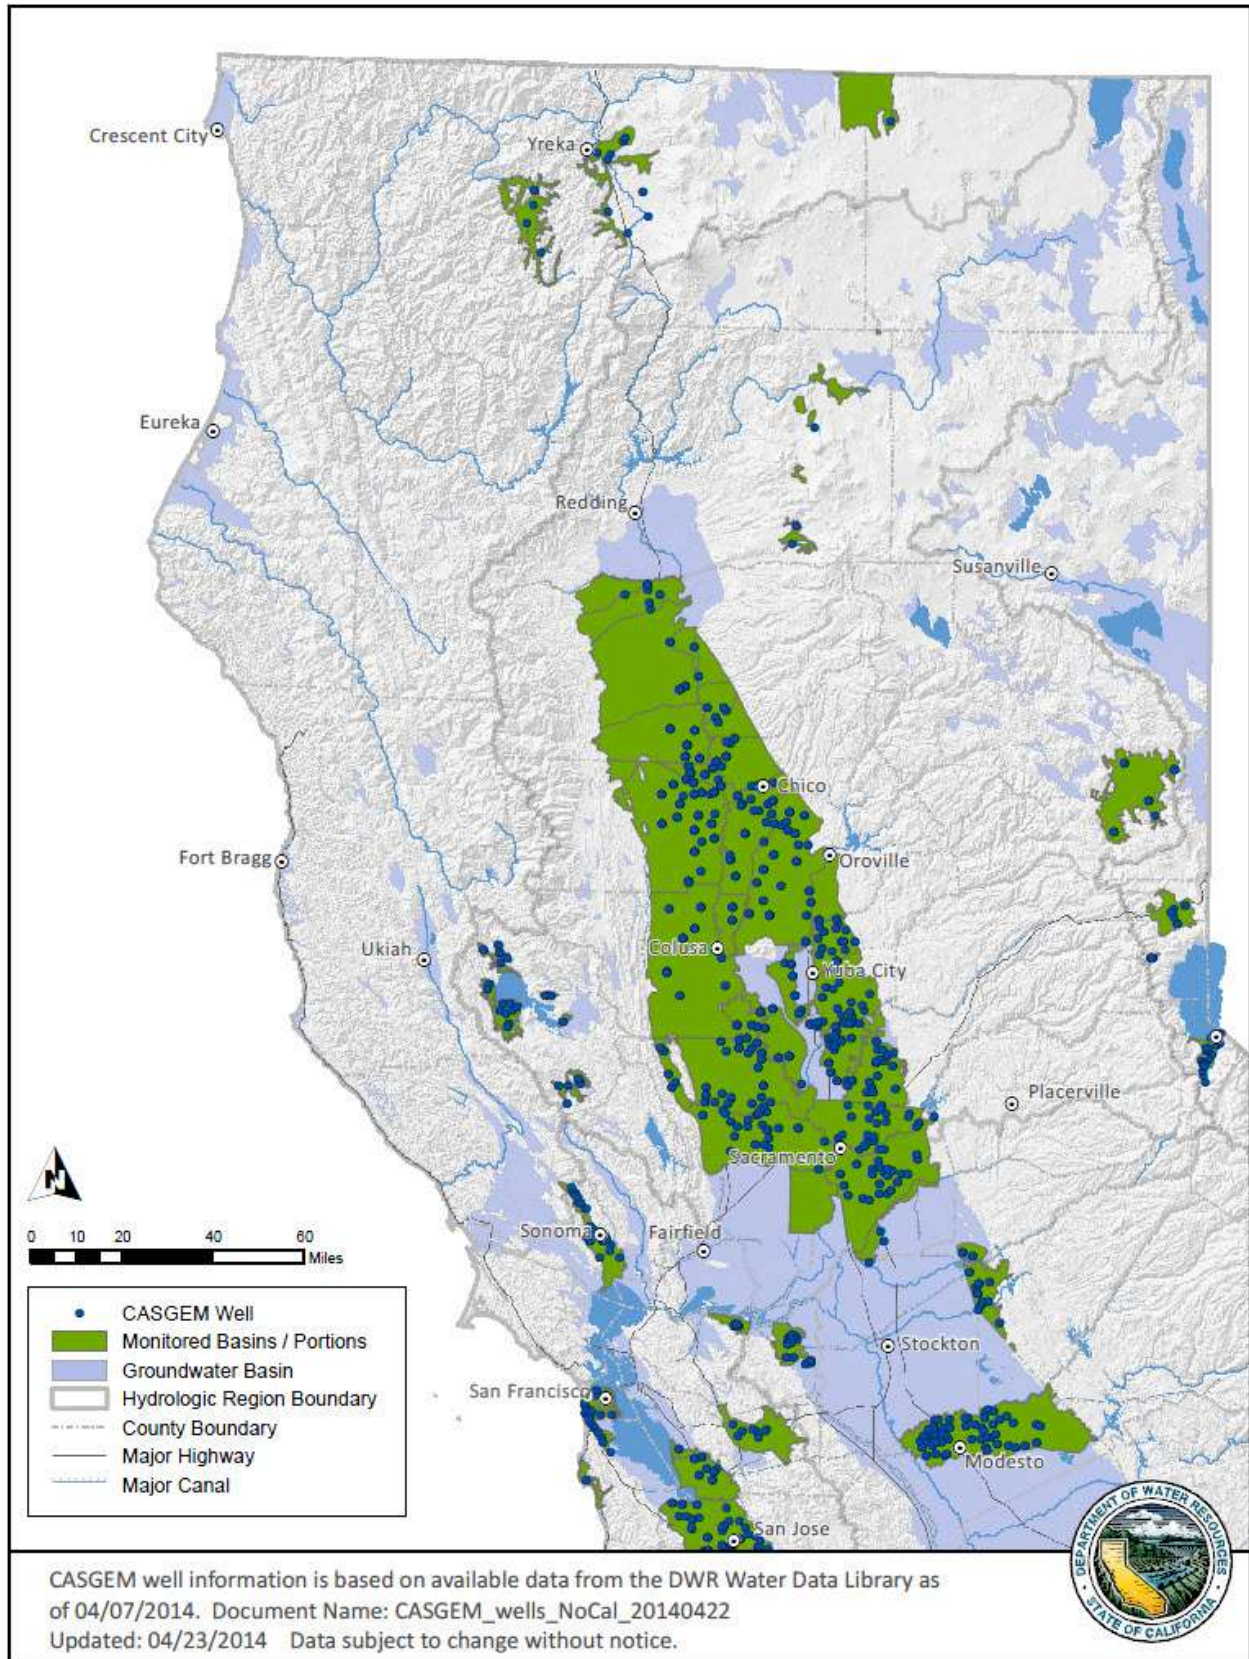 Crescent City
Yreka
Eureka
Redding
Susanville
Chico
Fort Bragg
Oroville
Ukiah
Colusa
Yuba City
Placerville
Sacramento
N
Sonoma
Fairfield
0 10 20 40 60
Miles
CASGEM Well
Monitored Basins / Portions
Groundwater Basin
Hydrologic Region Boundary
County Boundary
Major Highway
Major Canal
Stockton
San Francisco
Modesto
San Jose
DEPARTMENT OF WATER RESOURCES
STATE OF CALIFORNIA
CASGEM well information is based on available data from the DWR Water Data Library as
of 04/07/2014. Document Name: CASGEM_wells_NoCal_20140422
Updated: 04/23/2014 Data subject to change without notice.